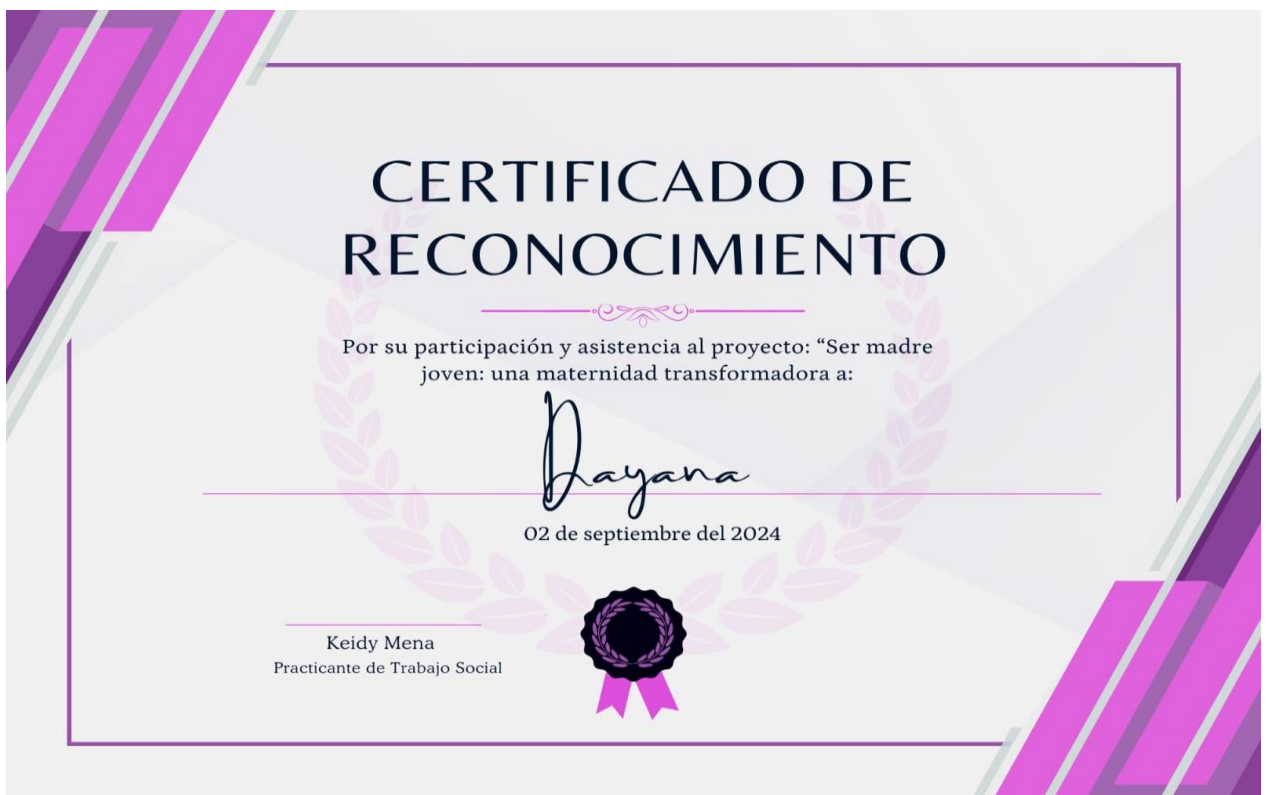 CERTIFICADO DE
RECONOCIMIENTO
Por su participación y asistencia al proyecto: “Ser madre
joven: una maternidad transformadora a:
Dayana
02 de septiembre del 2024
Keidy Mena
Practicante de Trabajo Social